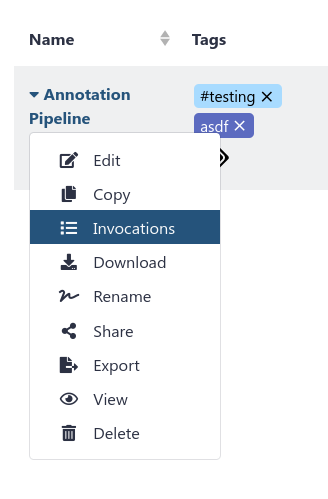 Name Tags
Annotation
Pipeline
#testing ×
asdf ×
Edit
Copy
Invocations
Download
Rename
Share
Export
View
Delete